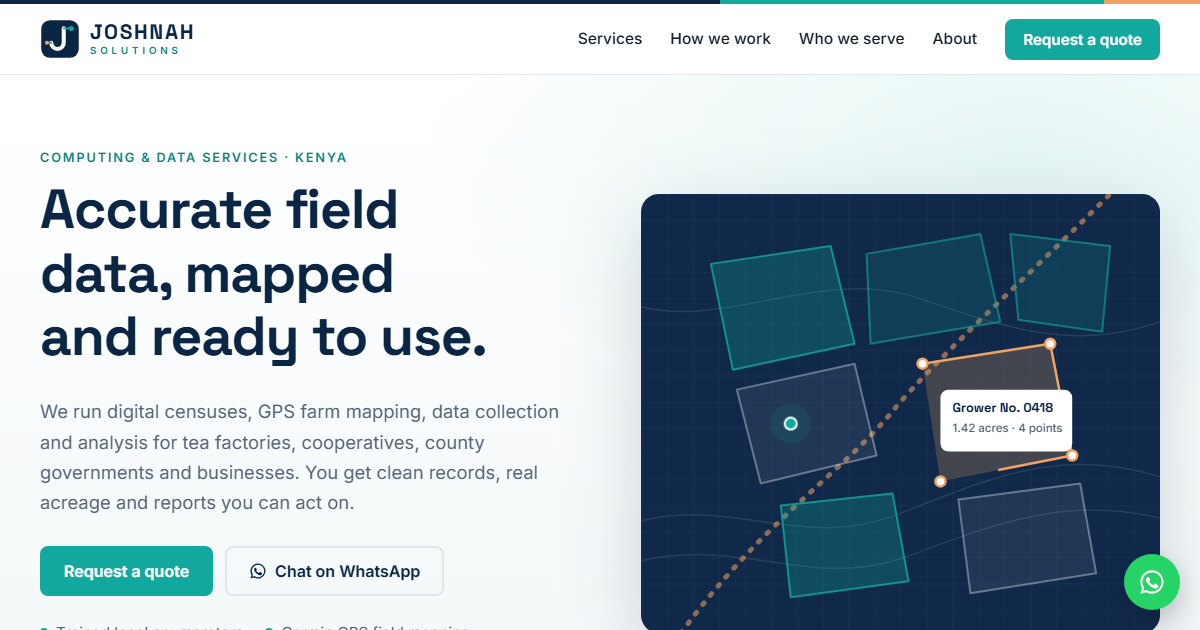 JOSHNAH
SOLUTIONS
Services
How we work
Who we serve
About
Request a quote
COMPUTING & DATA SERVICES · KENYA
Accurate field
data, mapped
and ready to use.
We run digital censuses, GPS farm mapping, data collection
and analysis for tea factories, cooperatives, county
governments and businesses. You get clean records, real
acreage and reports you can act on.
Request a quote
Chat on WhatsApp
Grower No. 0418
1.42 acres · 4 points